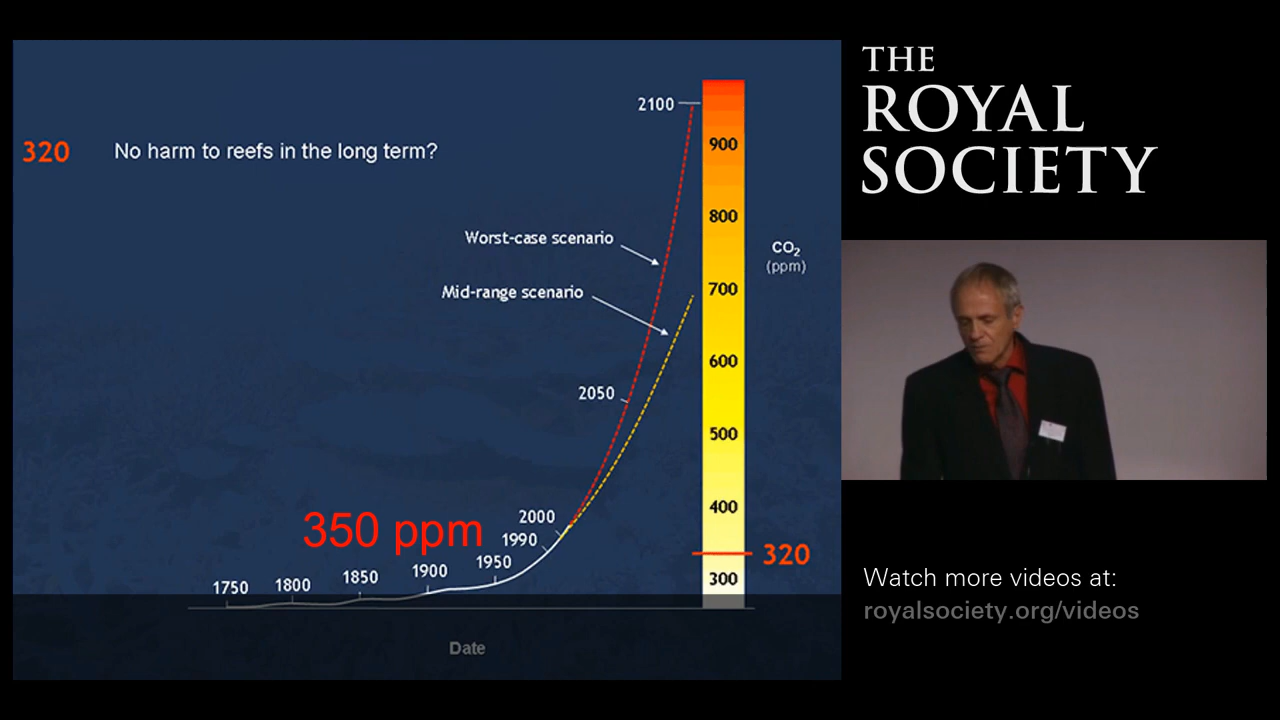 320 No harm to reefs in the long term?
2100
900
800
Worst-case scenario
CO₂
(ppm)
Mid-range scenario
700
600
2050
500
400
350 ppm
2000
1990
1950
1900
1850
1800
1750
320
300
Date
THE
ROYAL
SOCIETY
Watch more videos at:
royalsociety.org/videos